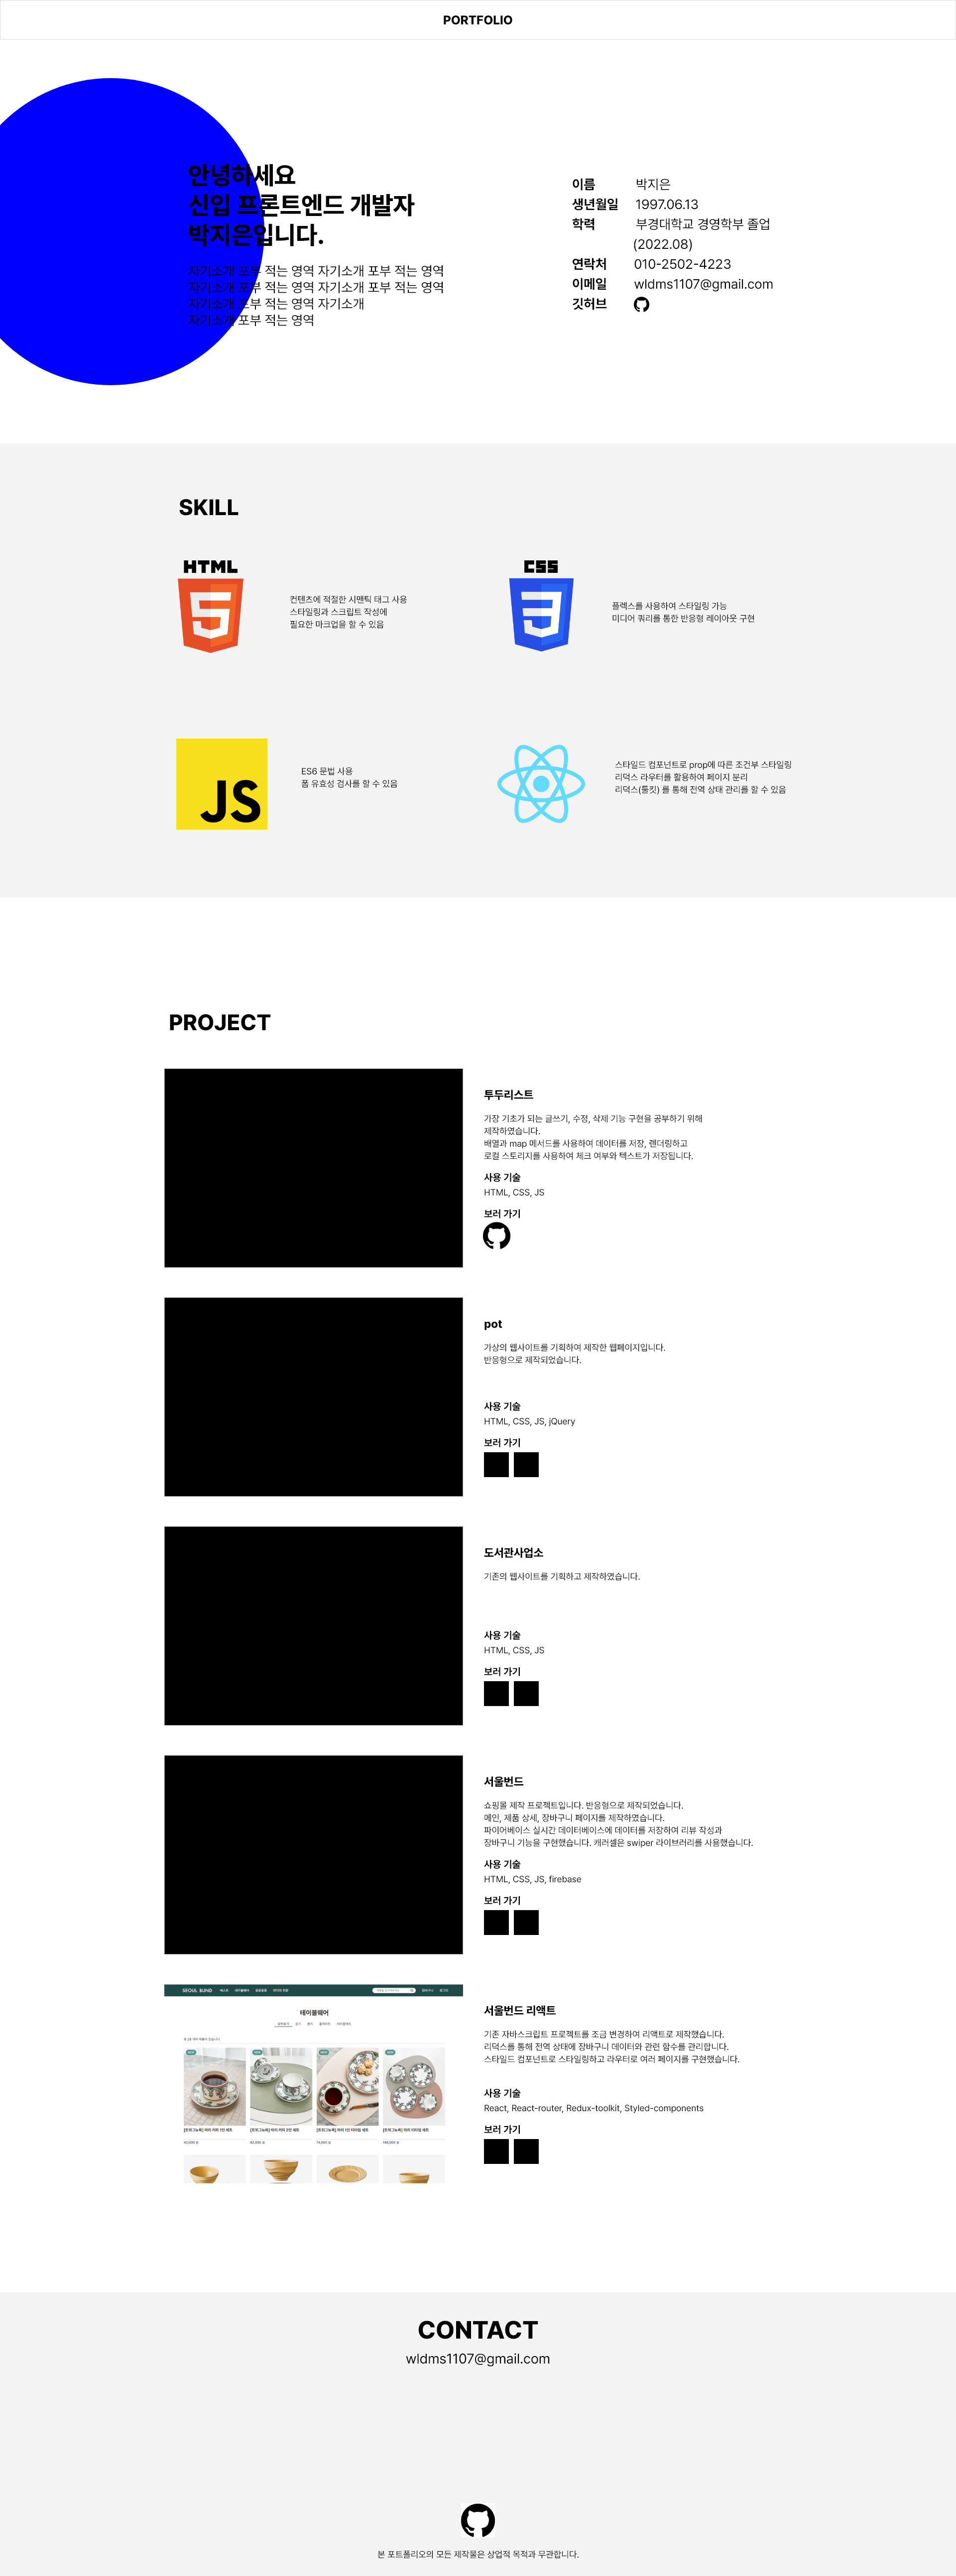 PORTFOLIO
안녕하세요
신입 프론트엔드 개발자
박지은입니다.
자기소개 포부 적는 영역 자기소개 포부 적는 영역
자기소개 포부 적는 영역 자기소개 포부 적는 영역
자기소개 포부 적는 영역 자기소개
자기소개 포부 적는 영역
이름 박지은
생년월일 1997.06.13
학력 부경대학교 경영학부 졸업
(2022.08)
연락처 010-2502-4223
이메일 wldms1107@gmail.com
깃허브
SKILL
HTML
5
컨텐츠에 적절한 시맨틱 태그 사용
스타일링과 스크립트 작성에
필요한 마크업을 할 수 있음
CSS
3
플렉스를 사용하여 스타일링 가능
미디어 쿼리를 통한 반응형 레이아웃 구현
JS
ES6 문법 사용
폼 유효성 검사를 할 수 있음
스타일드 컴포넌트로 prop에 따른 조건부 스타일링
리덕스 라우터를 활용하여 페이지 분리
리덕스(툴킷) 를 통해 전역 상태 관리를 할 수 있음
PROJECT
투두리스트
가장 기초가 되는 글쓰기, 수정, 삭제 기능 구현을 공부하기 위해
제작하였습니다.
배열과 map 메서드를 사용하여 데이터를 저장, 렌더링하고
로컬 스토리지를 사용하여 체크 여부와 텍스트가 저장됩니다.
사용 기술
HTML, CSS, JS
보러 가기
pot
가상의 웹사이트를 기획하여 제작한 웹페이지입니다.
반응형으로 제작되었습니다.
사용 기술
HTML, CSS, JS, jQuery
보러 가기
도서관사업소
기존의 웹사이트를 기획하고 제작하였습니다.
사용 기술
HTML, CSS, JS
보러 가기
서울번드
쇼핑몰 제작 프로젝트입니다. 반응형으로 제작되었습니다.
메인, 제품 상세, 장바구니 페이지를 제작하였습니다.
파이어베이스 실시간 데이터베이스에 데이터를 저장하여 리뷰 작성과
장바구니 기능을 구현했습니다. 캐러셀은 swiper 라이브러리를 사용했습니다.
사용 기술
HTML, CSS, JS, firebase
보러 가기
SEOUL BUND
테이블웨어
서울번드 리액트
기존 자바스크립트 프로젝트를 조금 변경하여 리액트로 제작했습니다.
리덕스를 통해 전역 상태에 장바구니 데이터와 관련 함수를 관리합니다.
스타일드 컴포넌트로 스타일링하고 라우터로 여러 페이지를 구현했습니다.
사용 기술
React, React-router, Redux-toolkit, Styled-components
보러 가기
CONTACT
wldms1107@gmail.com
본 포트폴리오의 모든 제작물은 상업적 목적과 무관합니다.